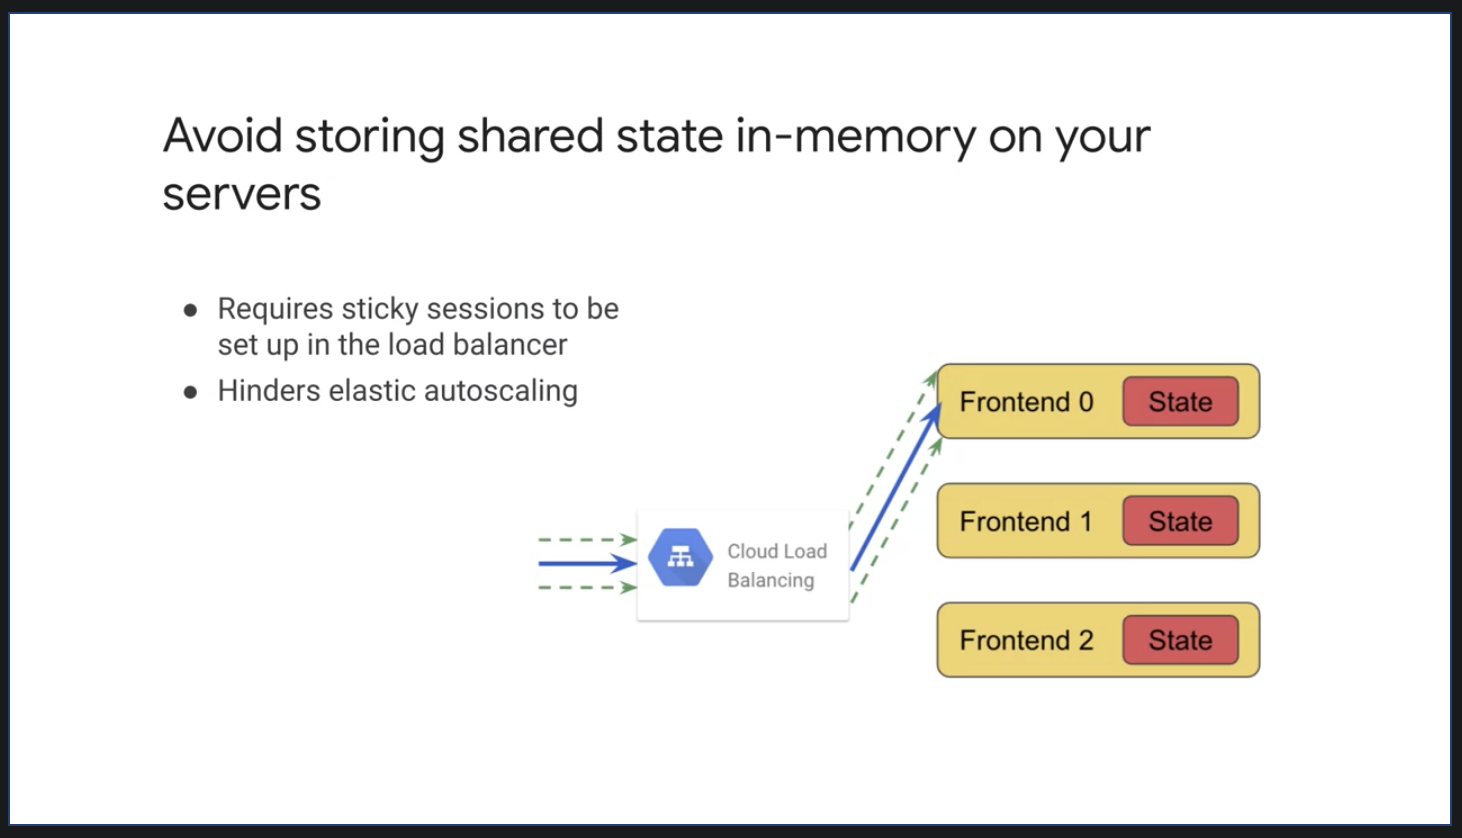 Avoid storing shared state in-memory on your
servers
● Requires sticky sessions to be
set up in the load balancer
● Hinders elastic autoscaling
Cloud Load
Balancing
Frontend 0 State
Frontend 1 State
Frontend 2 State